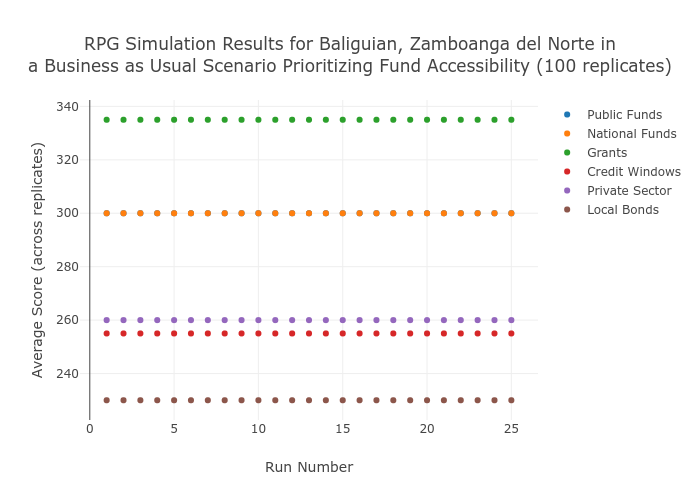 RPG Simulation Results for Baliguian, Zamboanga del Norte in
a Business as Usual Scenario Prioritizing Fund Accessibility (100 replicates)
340
320
300
280
260
240
Average Score (across replicates)
0 5 10 15 20 25
Run Number
Public Funds
National Funds
Grants
Credit Windows
Private Sector
Local Bonds